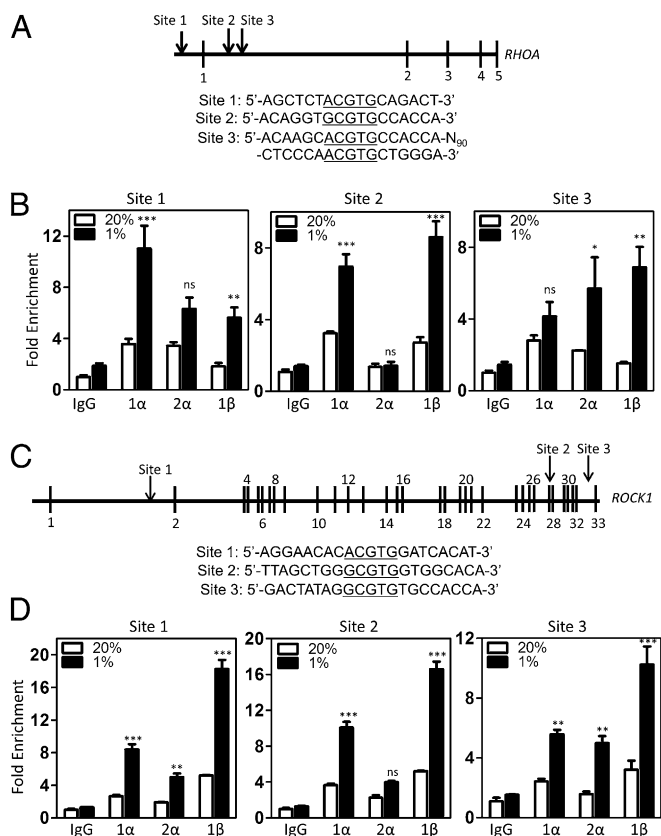 A
Site 1 Site 2 Site 3
RHOA
1 2 3 4 5
Site 1: 5'-AGCTCTACGTGCAGACT-3'
Site 2: 5'-ACAGGTGCGTGCCACCA-3'
Site 3: 5'-ACAAGCACGTGCCACCA-N90
-CTCCCAACGTGCTGGGA-3'
B
Fold Enrichment
Site 1
20%
1%
12
8
4
0
***
ns
**
IgG 1α 2α 1β
Site 2
20%
1%
8
4
0
***
ns
***
IgG 1α 2α 1β
Site 3
20%
1%
8
4
0
ns
*
**
IgG 1α 2α 1β
C
Site 1 Site 2 Site 3
4 8 12 16 20 26 30
ROCK1
1 2 6 10 14 18 22 24 28 32 33
Site 1: 5'-AGGAACACACGTGGATCACAT-3'
Site 2: 5'-TTAGCTGGGCGTGGTGGCACA-3'
Site 3: 5'-GACTATAGGCGTGTGCCACCA-3'
D
Fold Enrichment
Site 1
20%
1%
20
16
12
8
4
0
***
**
***
IgG 1α 2α 1β
Site 2
20%
1%
20
16
12
8
4
0
***
ns
***
IgG 1α 2α 1β
Site 3
20%
1%
12
8
4
0
**
**
***
IgG 1α 2α 1β